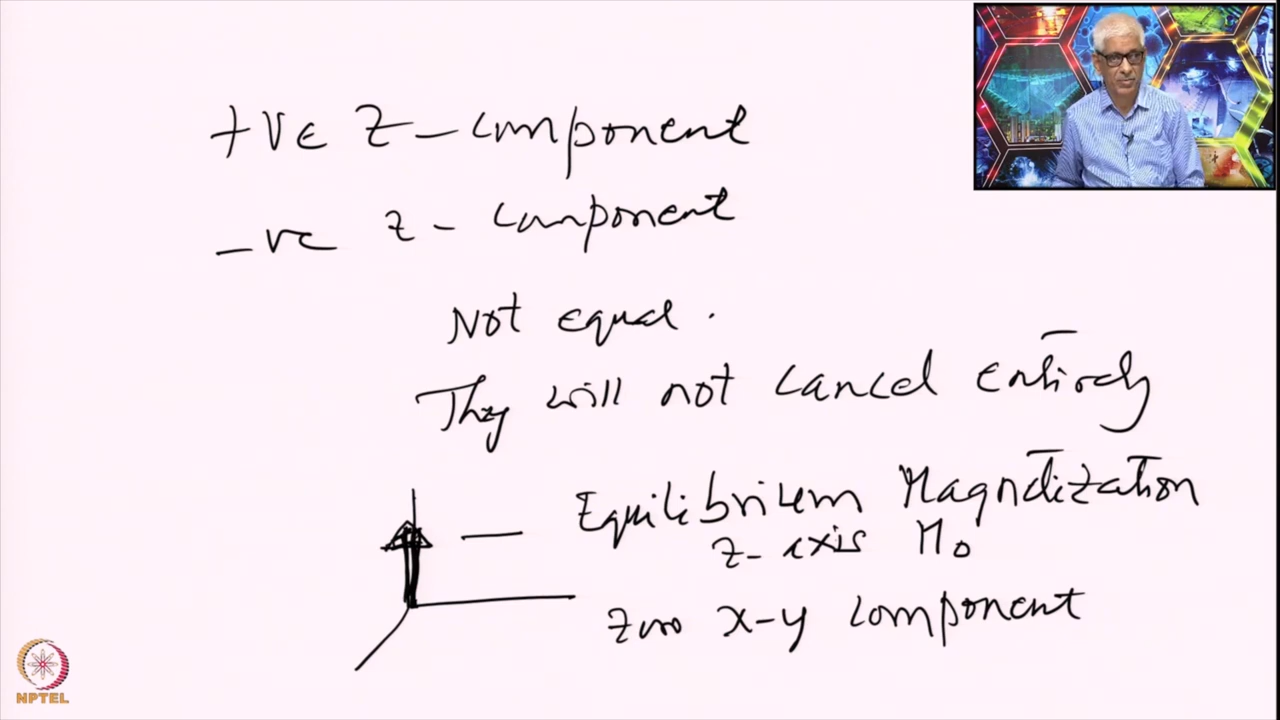 +ve Z-component
-ve z-component
Not equal.
They will not cancel entirely
Equilibrium Magnetization
z-axis M0
Zero x-y component
NPTEL